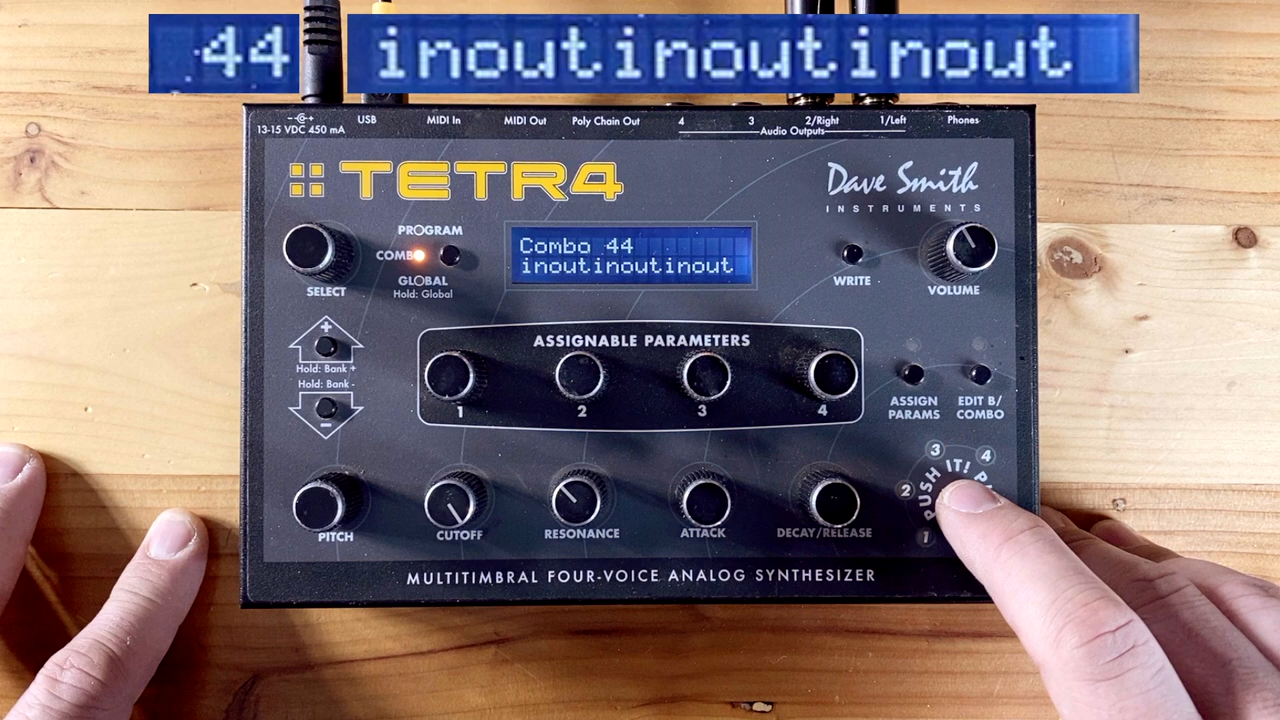 44 inoutinoutinout
13-15 VDC 450 mA USB MIDI In MIDI Out Poly Chain Out 4 3 2/Right 1/Left Phones
Audio Outputs
TETR4
Dave Smith
INSTRUMENTS
PROGRAM
COMBO
GLOBAL
Hold: Global
SELECT
Combo 44
inoutinoutinout
WRITE
VOLUME
+
Hold: Bank +
Hold: Bank -
-
ASSIGNABLE PARAMETERS
1 2 3 4
ASSIGN
PARAMS
EDIT B/
COMBO
PITCH CUTOFF RESONANCE ATTACK DECAY/RELEASE
1 2 3 4
PUSH IT!
MULTITIMBRAL FOUR-VOICE ANALOG SYNTHESIZER